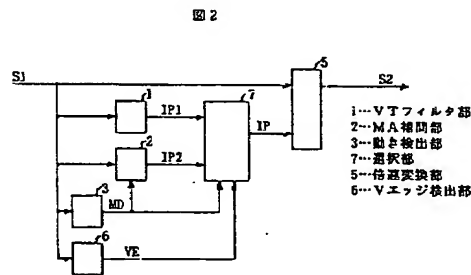 図2
S1
5
S2
1
IP1
7
IP
2
IP2
3
MD
6
VE
1…VTフィルタ部
2…MA補間部
3…動き検出部
7…選択部
5…倍速変換部
6…Vエッジ検出部